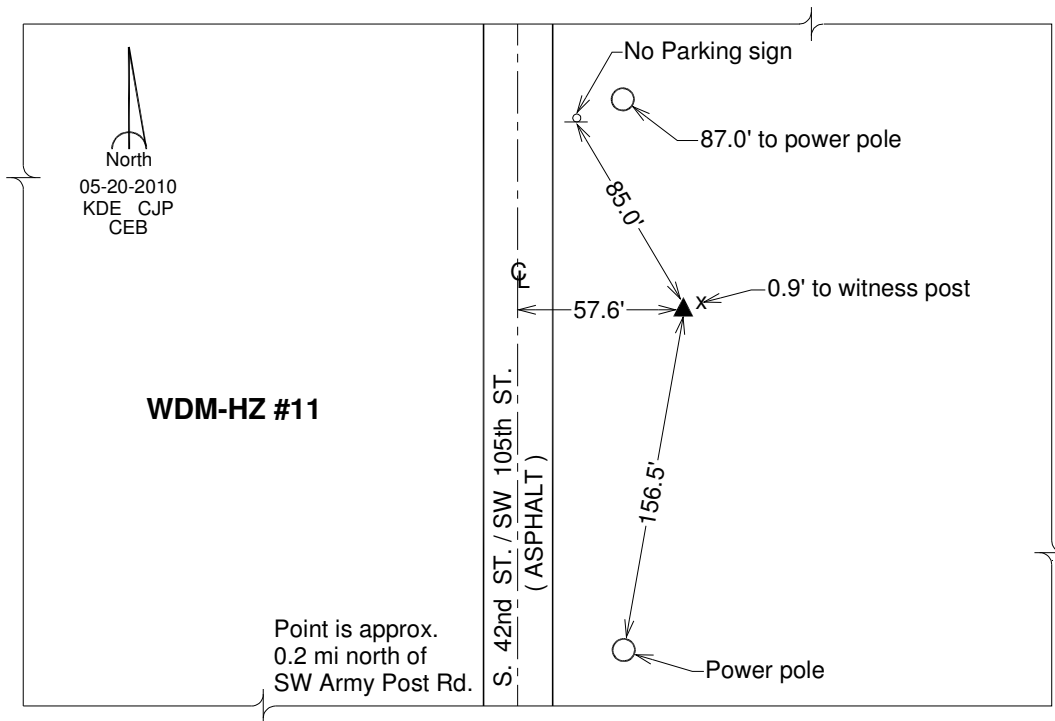 No Parking sign
87.0' to power pole
North
05-20-2010
KDE CJP
CEB
85.0'
℄
0.9' to witness post
x
57.6'
WDM-HZ #11
S. 42nd ST. / SW 105th ST.
( ASPHALT )
156.5'
Point is approx.
0.2 mi north of
SW Army Post Rd.
Power pole